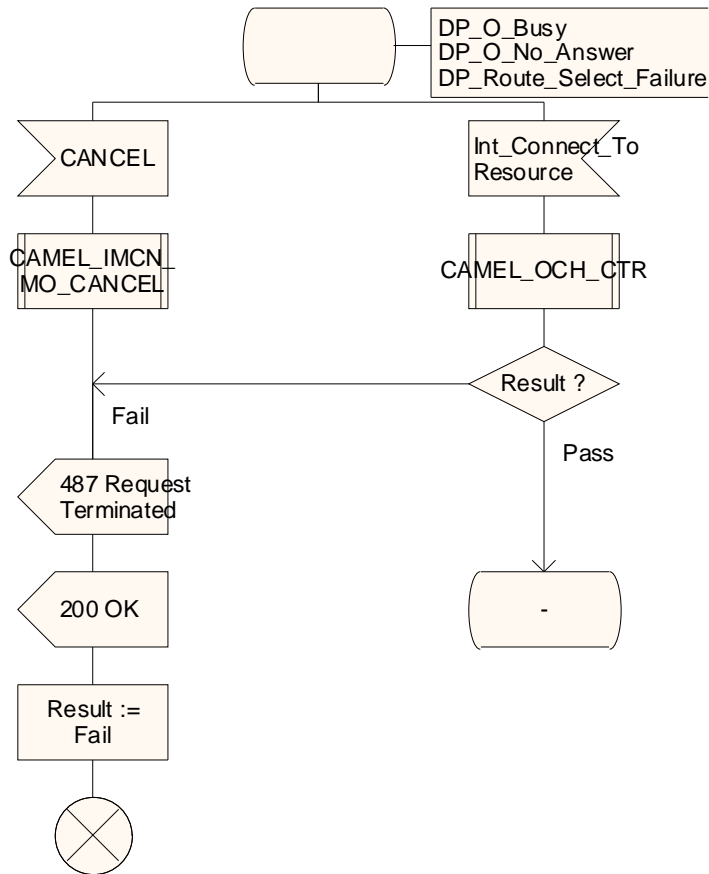 DP_O_Busy
DP_O_No_Answer
DP_Route_Select_Failure
CANCEL
Int_Connect_To
Resource
CAMEL_IMCN_
MO_CANCEL
CAMEL_OCH_CTR
Result ?
Fail
Pass
487 Request
Terminated
200 OK
-
Result :=
Fail